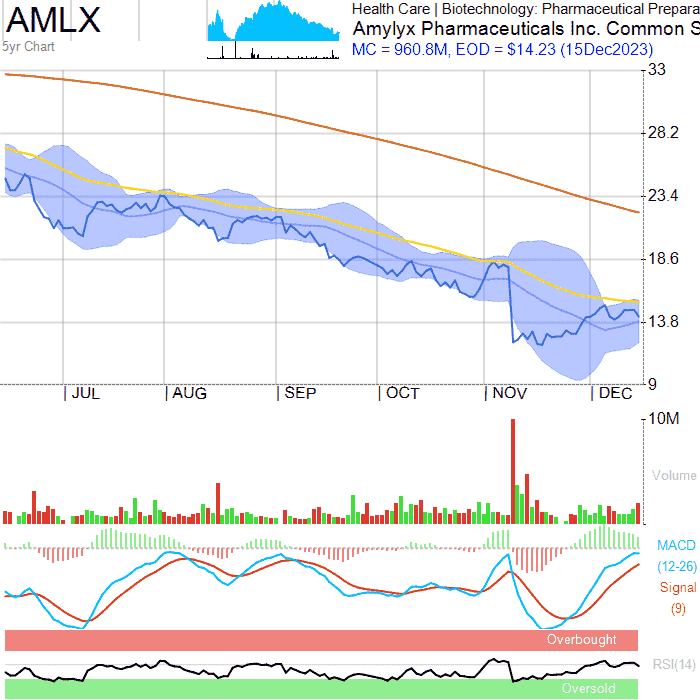 AMLX
5yr Chart
Health Care | Biotechnology: Pharmaceutical Prepara
Amylyx Pharmaceuticals Inc. Common S
MC = 960.8M, EOD = $14.23 (15Dec2023)
33
28.2
23.4
18.6
13.8
9
JUL
AUG
SEP
OCT
NOV
DEC
10M
Volume
MACD
(12-26)
Signal
(9)
Overbought
RSI(14)
Oversold